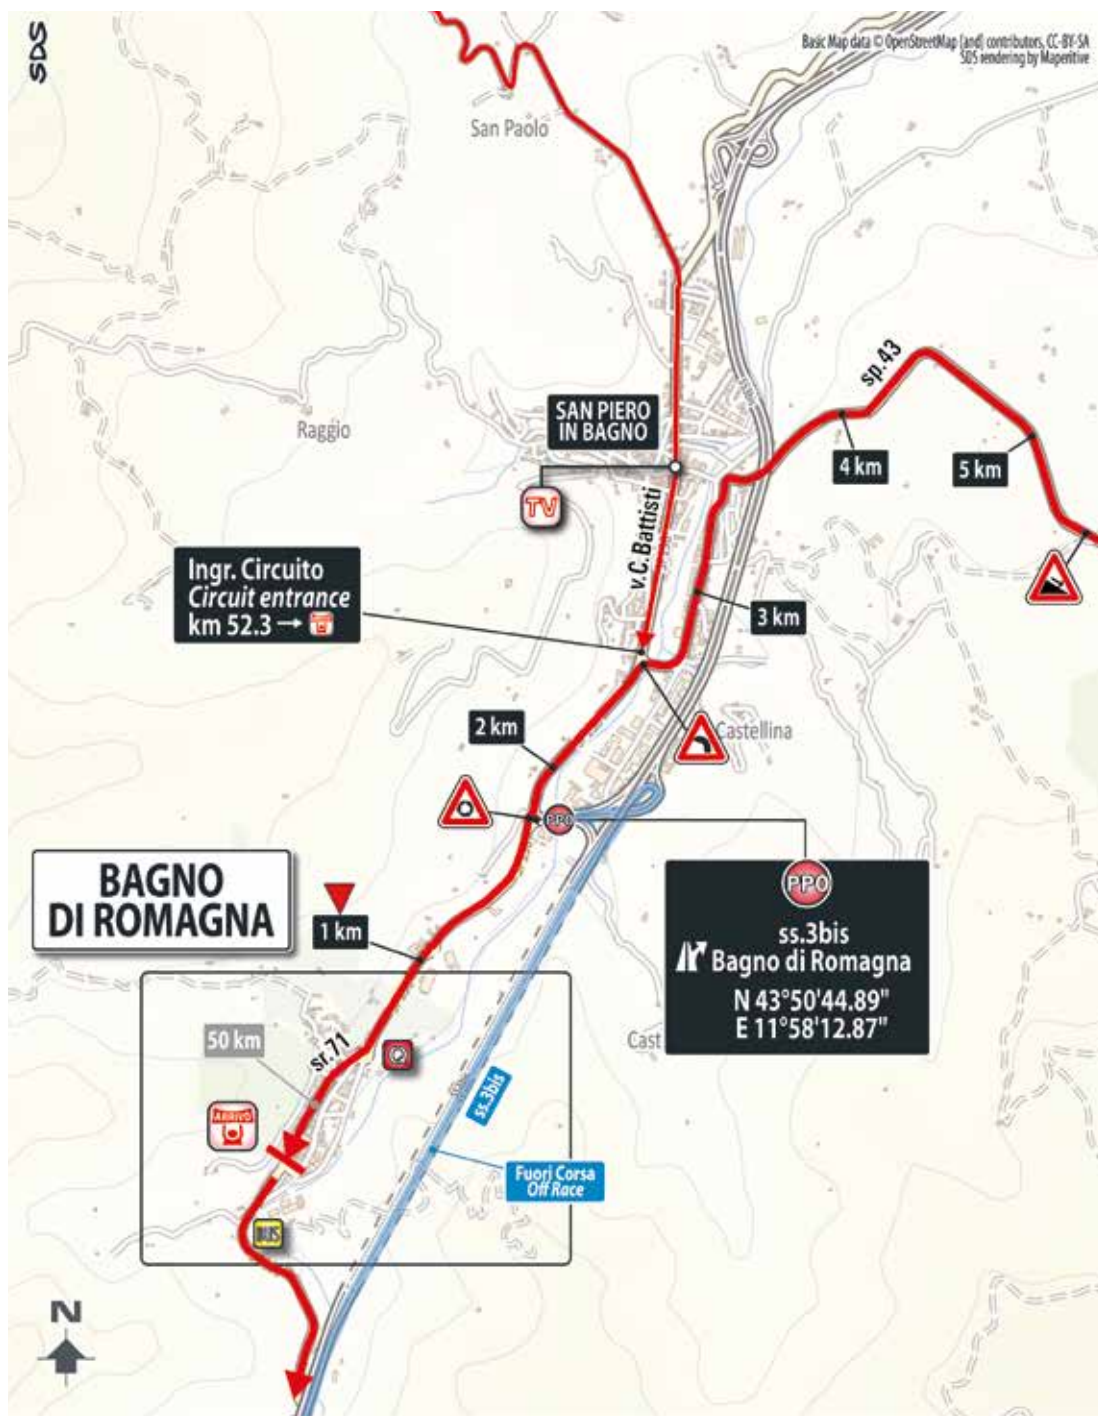 SDS
Basic Map data © OpenStreetMap (and) contributors, CC-BY-SA
SDS rendering by Maperitive
San Paolo
sp.43
SAN PIERO
IN BAGNO
Raggio
4 km
5 km
TV
v.C.Battisti
Ingr. Circuito
Circuit entrance
km 52.3 →
3 km
2 km
Castellina
PPO
BAGNO
DI ROMAGNA
1 km
PPO
ss.3bis
Bagno di Romagna
N 43°50'44.89"
E 11°58'12.87"
50 km
sr.71
Q
Cast
ss.3bis
ARRIVO
Fuori Corsa
Off Race
BUS
N